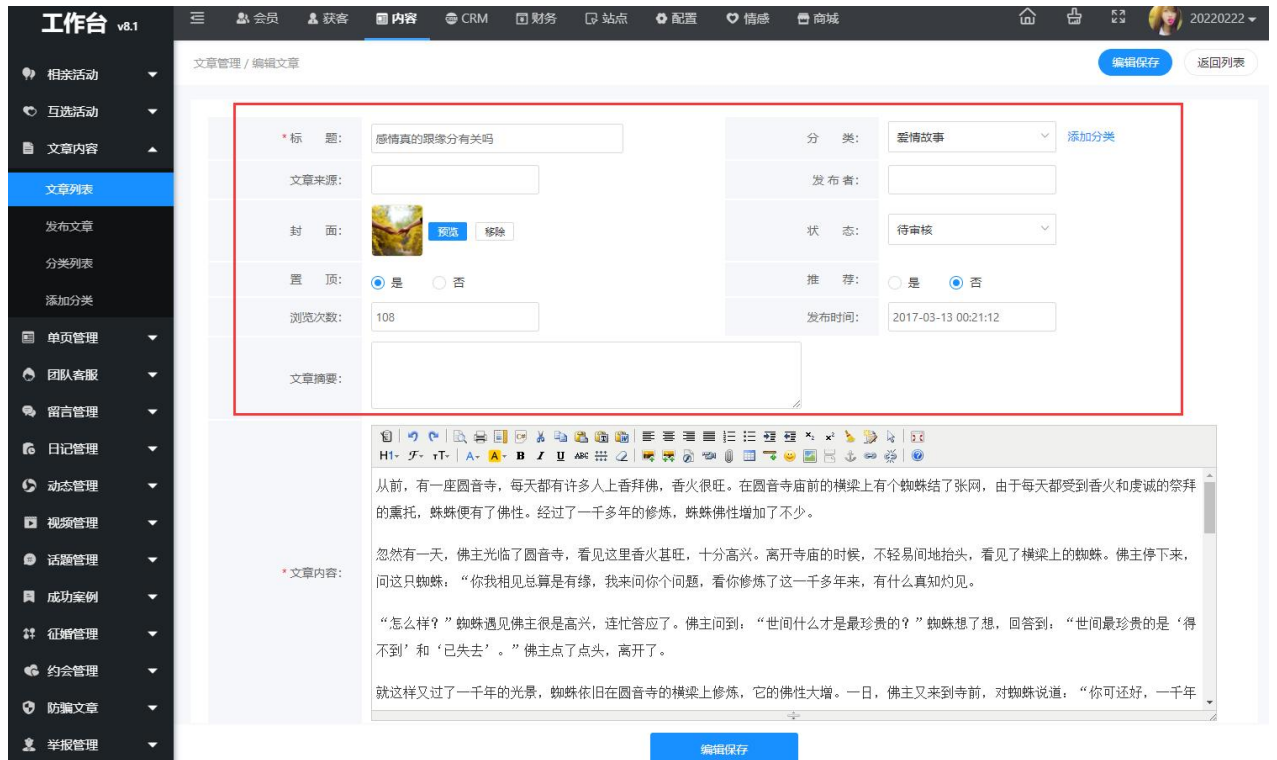 工作台 v8.1
会员 获客 内容 CRM 财务 站点 配置 情感 商城 20220222
文章管理 / 编辑文章 编辑保存 返回列表
相亲活动
互选活动
文章内容
文章列表
发布文章
分类列表
添加分类
单页管理
团队客服
留言管理
日记管理
动态管理
视频管理
话题管理
成功案例
征婚管理
约会管理
防骗文章
举报管理
*标 题: 感情真的跟缘分有关吗 分 类: 爱情故事 添加分类
文章来源: 发 布 者:
封 面: 预览 移除 状 态: 待审核
置 顶: 是 否 推 荐: 是 否
浏览次数: 108 发布时间: 2017-03-13 00:21:12
文章摘要:
H1 F TT A A B I U ABC
*文章内容:
从前，有一座圆音寺，每天都有许多人上香拜佛，香火很旺。在圆音寺庙前的横梁上有个蜘蛛结了张网，由于每天都受到香火和虔诚的祭拜
的熏托，蛛蛛便有了佛性。经过了一千多年的修炼，蛛蛛佛性增加了不少。
忽然有一天，佛主光临了圆音寺，看见这里香火甚旺，十分高兴。离开寺庙的时候，不轻易间地抬头，看见了横梁上的蜘蛛。佛主停下来，
问这只蜘蛛：“你我相见总算是有缘，我来问你个问题，看你修炼了这一千多年来，有什么真知灼见。
“怎么样？”蜘蛛遇见佛主很是高兴，连忙答应了。佛主问到：“世间什么才是最珍贵的？”蜘蛛想了想，回答到：“世间最珍贵的是‘得
不到’和‘已失去’。”佛主点了点头，离开了。
就这样又过了一千年的光景，蜘蛛依旧在圆音寺的横梁上修炼，它的佛性大增。一日，佛主又来到寺前，对蜘蛛说道：“你可还好，一千年
编辑保存